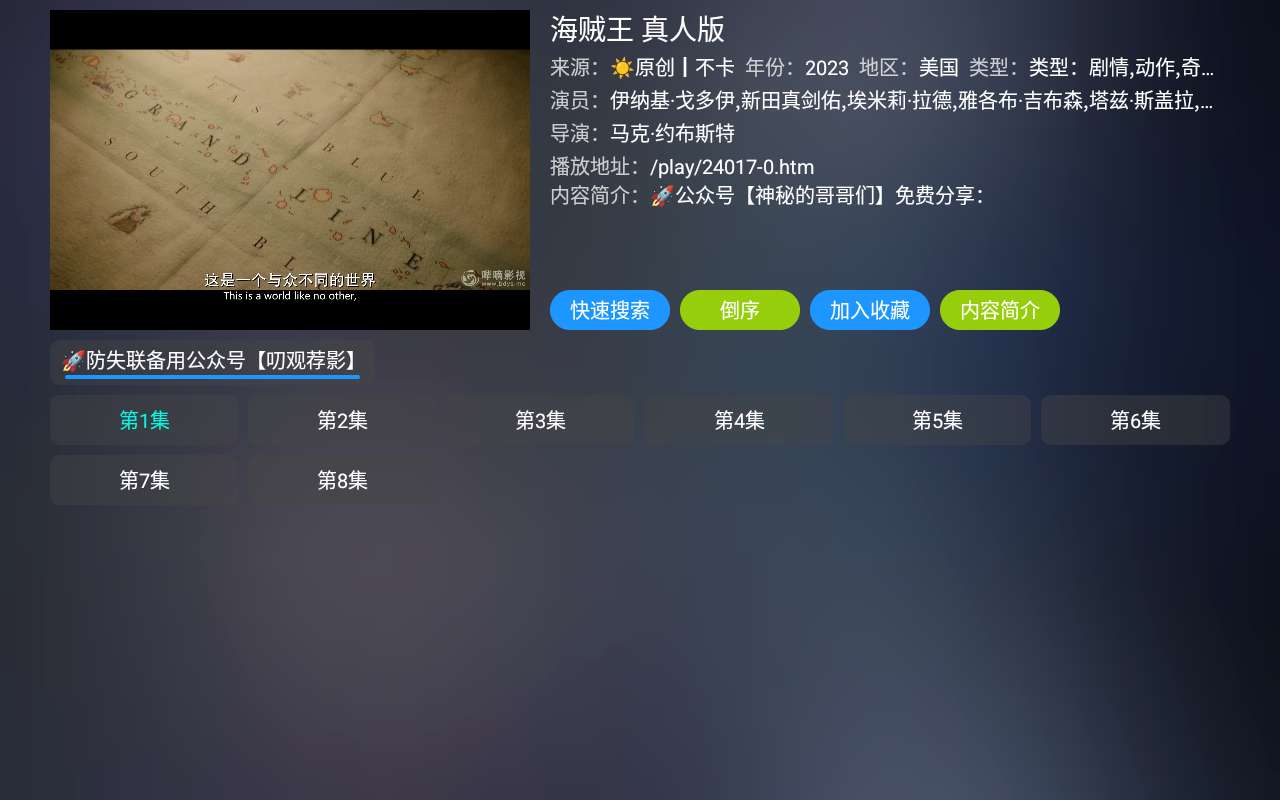 海贼王 真人版
来源：☀️原创┃不卡 年份：2023 地区：美国 类型：类型：剧情,动作,奇...
演员：伊纳基·戈多伊,新田真剑佑,埃米莉·拉德,雅各布·吉布森,塔兹·斯盖拉,...
导演：马克·约布斯特
播放地址：/play/24017-0.htm
内容简介：🚀公众号【神秘的哥哥们】免费分享：
EAST BLUE
GRAND LINE
SOUTH BL
这是一个与众不同的世界
This is a world like no other,
哗嘀影视
www.bdys.me
快速搜索 倒序 加入收藏 内容简介
🚀防失联备用公众号【叨观荐影】
第1集 第2集 第3集 第4集 第5集 第6集
第7集 第8集